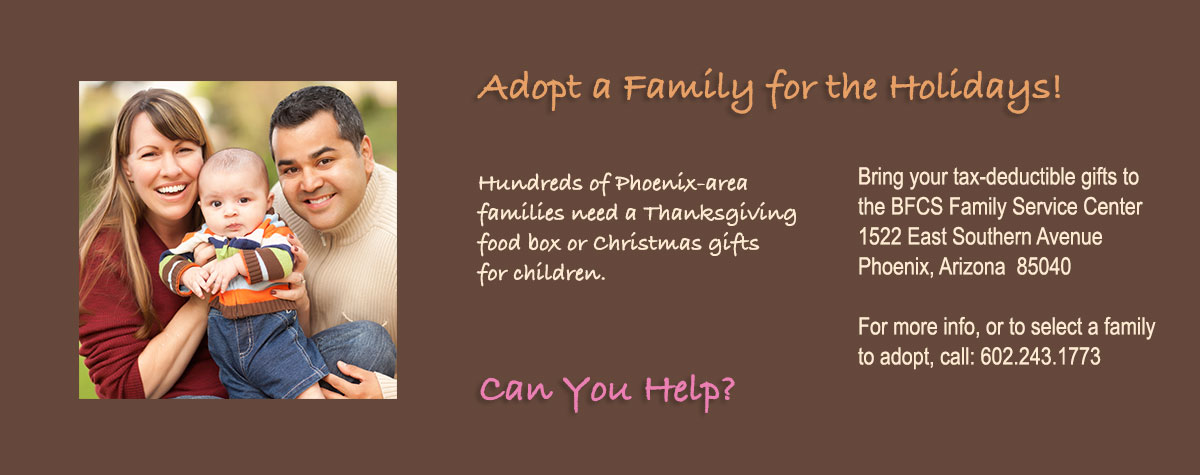 Adopt a Family for the Holidays!
Hundreds of Phoenix-area
families need a Thanksgiving
food box or Christmas gifts
for children.
Can You Help?
Bring your tax-deductible gifts to
the BFCS Family Service Center
1522 East Southern Avenue
Phoenix, Arizona  85040
For more info, or to select a family
to adopt, call: 602.243.1773